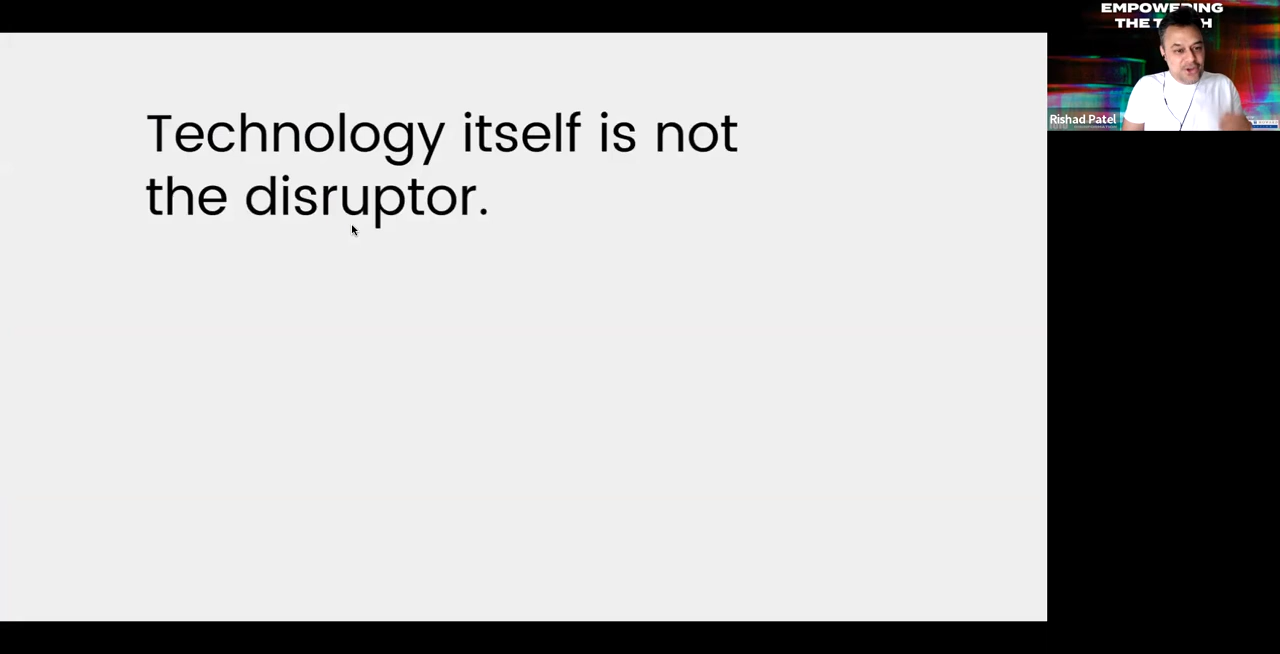 Technology itself is not
the disruptor.
EMPOWERING
Rishad Patel